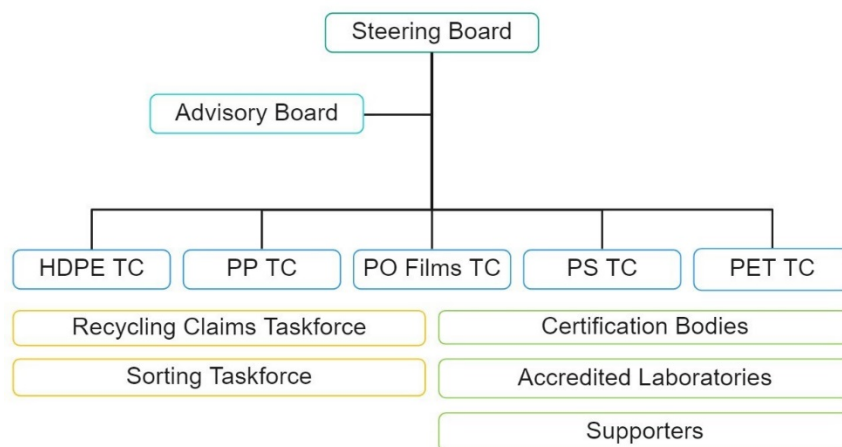 Steering Board
Advisory Board
HDPE TC
PP TC
PO Films TC
PS TC
PET TC
Recycling Claims Taskforce
Certification Bodies
Sorting Taskforce
Accredited Laboratories
Supporters